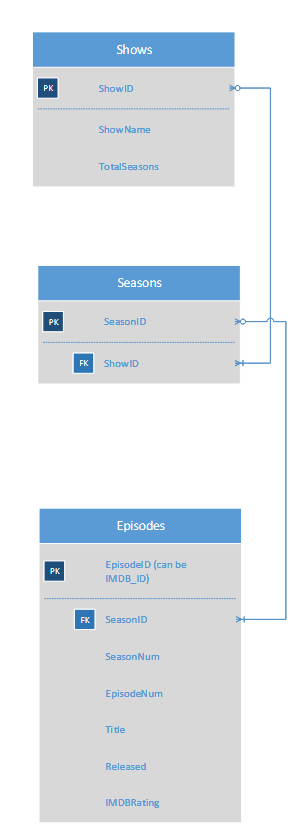 Shows
PK ShowID
ShowName
TotalSeasons
Seasons
PK SeasonID
FK ShowID
Episodes
PK EpisodeID (can be
IMDB_ID)
FK SeasonID
SeasonNum
EpisodeNum
Title
Released
IMDBRating